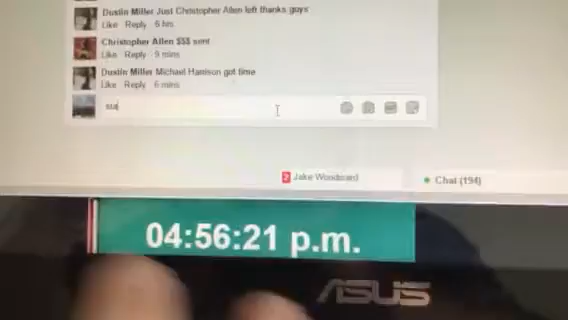 Dustin Miller Just Christopher Allen left thanks guys
Like · Reply · 6 hrs
Christopher Allen $$$ sent
Like · Reply · 9 mins
Dustin Miller Michael Harrison got time
Like · Reply · 6 mins
2 Jake Woodward
Chat (194)
04:56:21 p.m.
ASUS